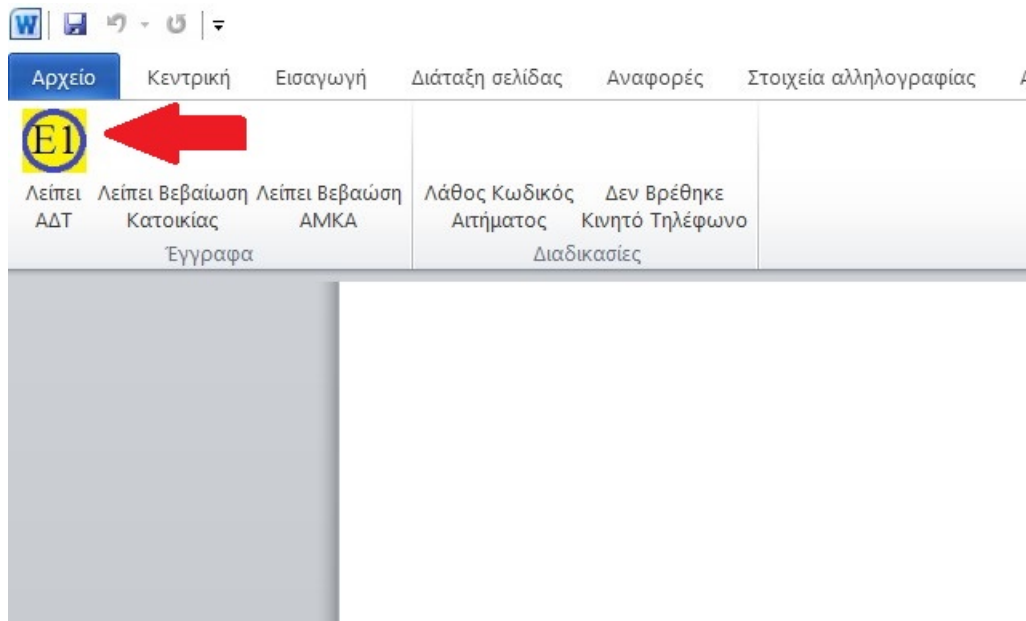 W
Αρχείο Κεντρική Εισαγωγή Διάταξη σελίδας Αναφορές Στοιχεία αλληλογραφίας
E1
Λείπει Λείπει Βεβαίωση Λείπει Βεβαώση Λάθος Κωδικός Δεν Βρέθηκε
ΑΔΤ Κατοικίας ΑΜΚΑ Αιτήματος Κινητό Τηλέφωνο
Έγγραφα Διαδικασίες